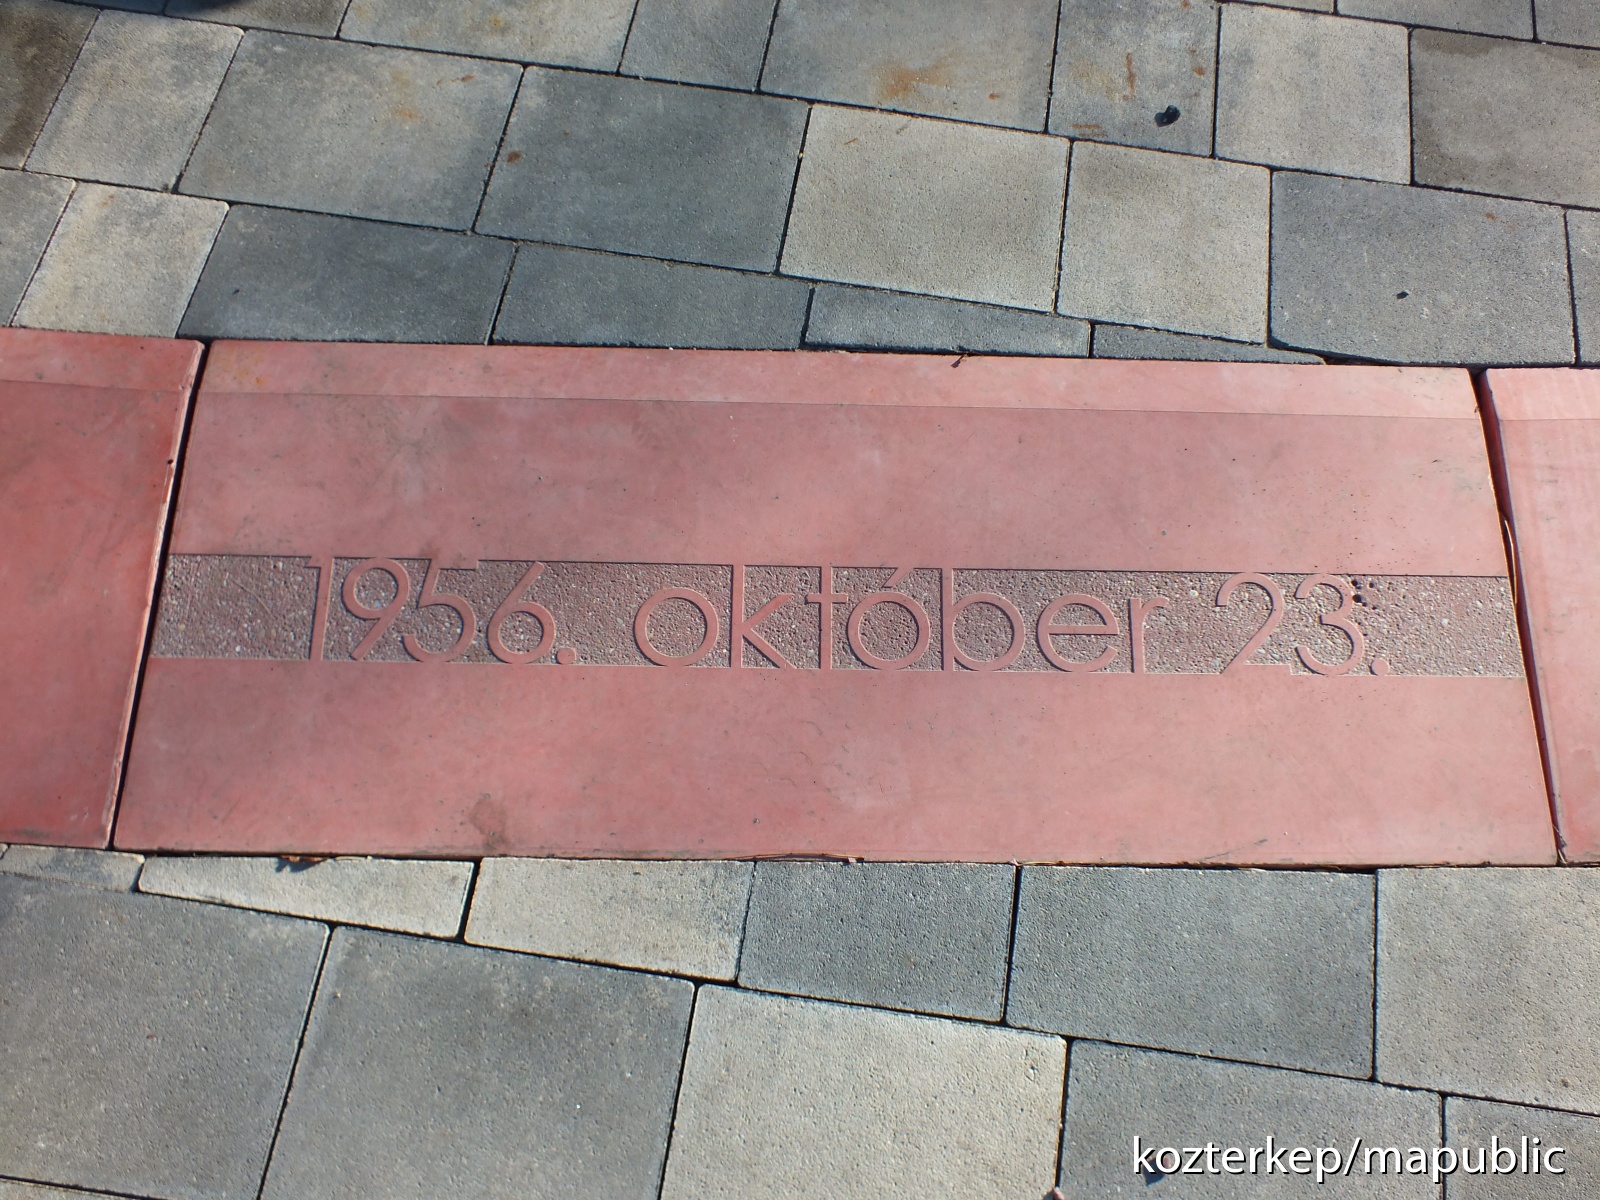 1956. október 23.
kozterkep/mapublic